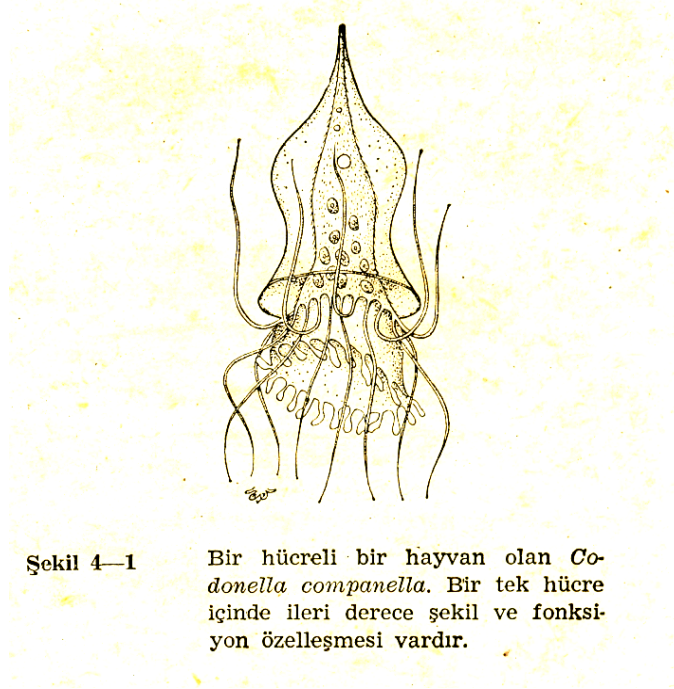 Şekil 4—1
Bir hücreli bir hayvan olan Co-
donella companella. Bir tek hücre
içinde ileri derece şekil ve fonksi-
yon özelleşmesi vardır.